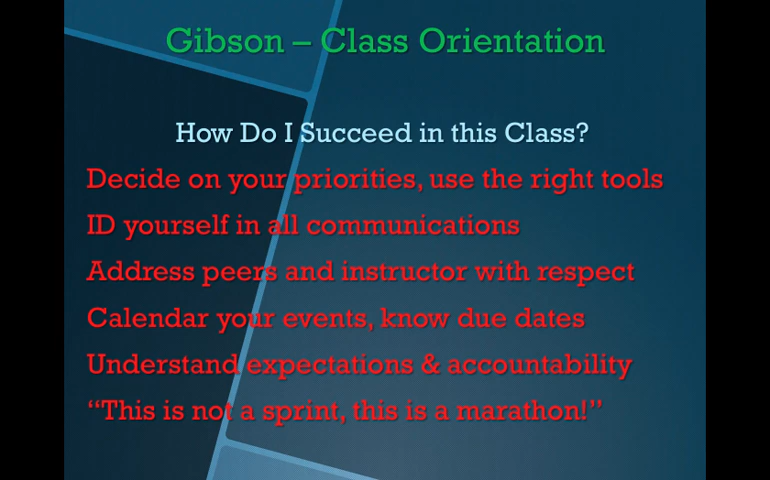 Gibson – Class Orientation
How Do I Succeed in this Class?
Decide on your priorities, use the right tools
ID yourself in all communications
Address peers and instructor with respect
Calendar your events, know due dates
Understand expectations & accountability
“This is not a sprint, this is a marathon!”